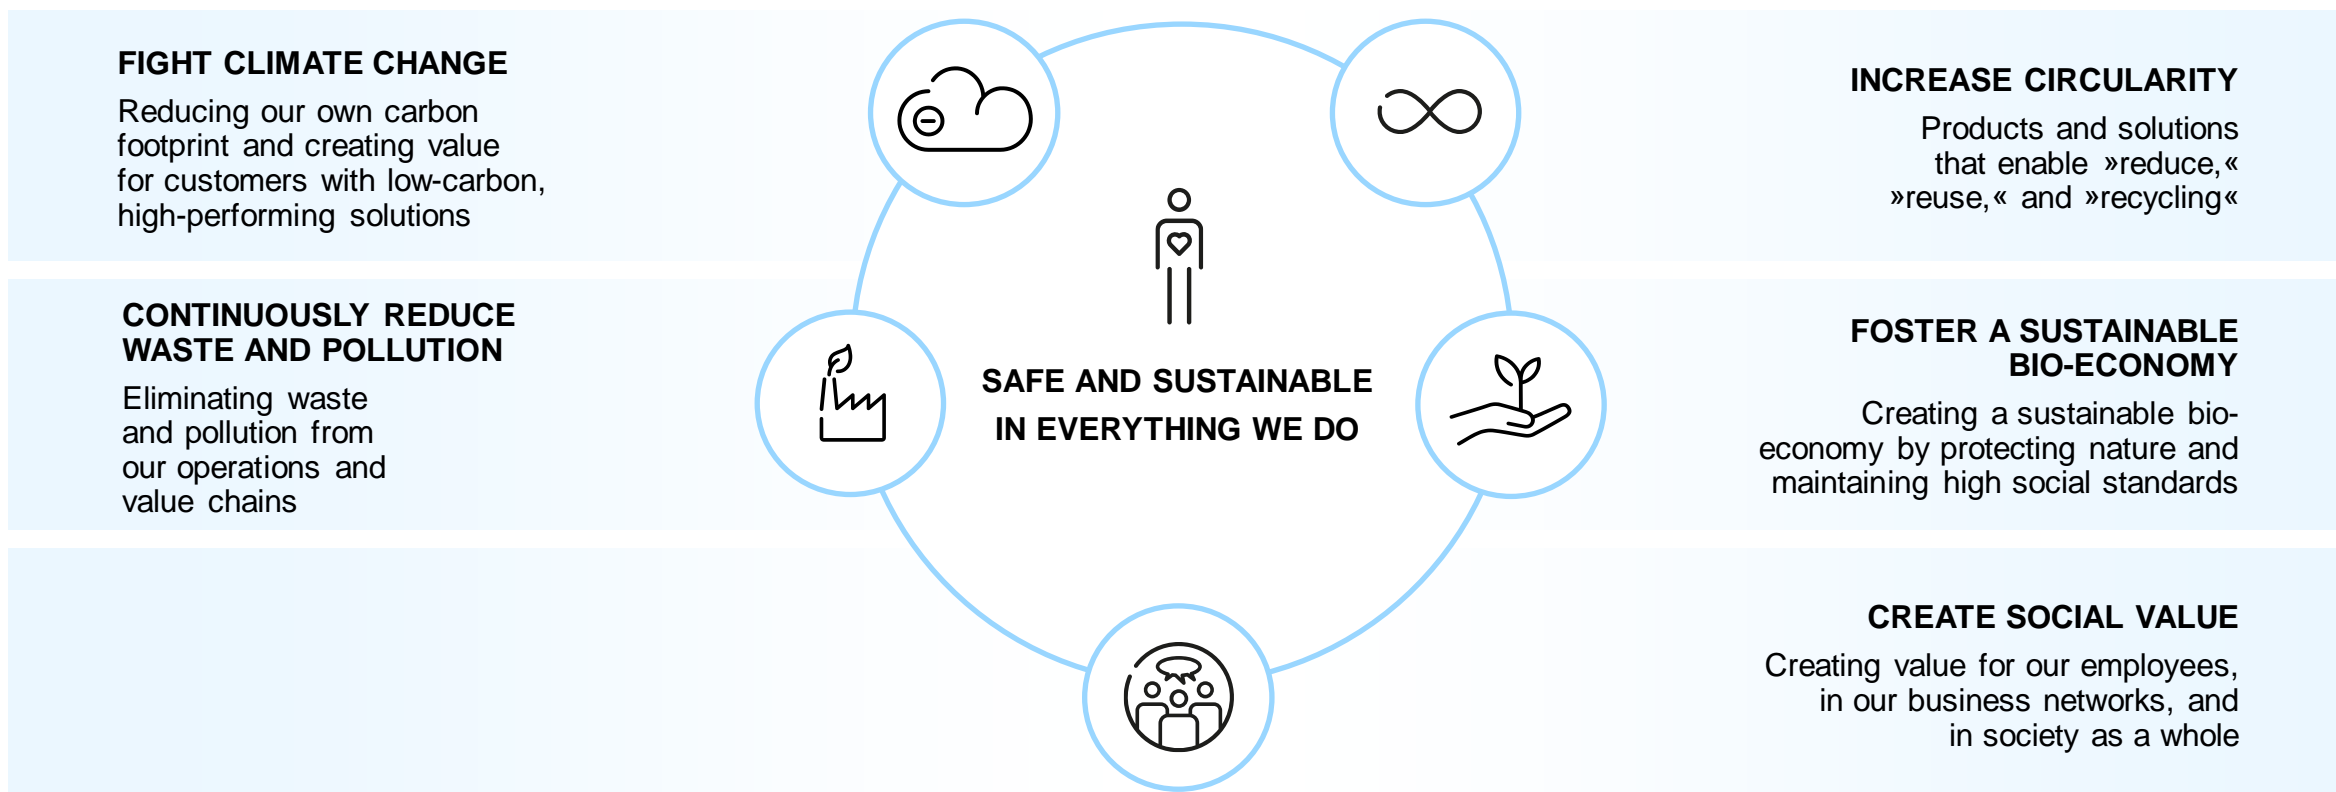 FIGHT CLIMATE CHANGE
Reducing our own carbon
footprint and creating value
for customers with low-carbon,
high-performing solutions
INCREASE CIRCULARITY
Products and solutions
that enable »reduce,«
»reuse,« and »recycling«
CONTINUOUSLY REDUCE
WASTE AND POLLUTION
Eliminating waste
and pollution from
our operations and
value chains
SAFE AND SUSTAINABLE
IN EVERYTHING WE DO
FOSTER A SUSTAINABLE
BIO-ECONOMY
Creating a sustainable bio-
economy by protecting nature and
maintaining high social standards
CREATE SOCIAL VALUE
Creating value for our employees,
in our business networks, and
in society as a whole